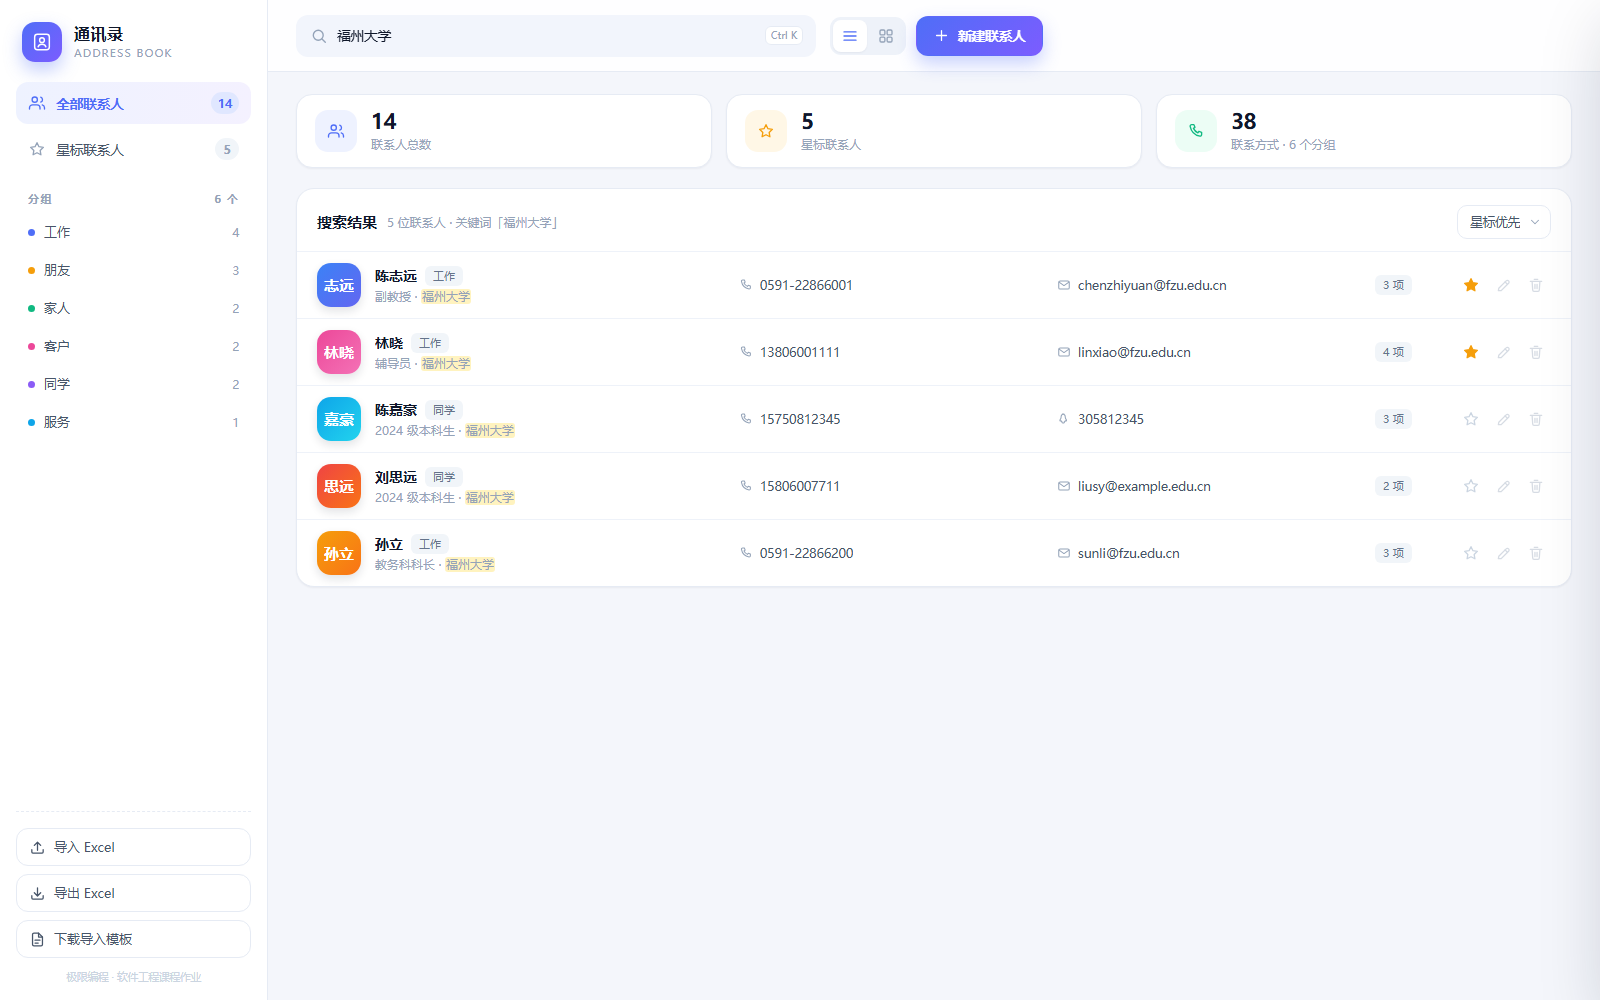 通讯录
ADDRESS BOOK
全部联系人 14
星标联系人 5
分组 6 个
工作 4
朋友 3
家人 2
客户 2
同学 2
服务 1
导入 Excel
导出 Excel
下载导入模板
极限编程 · 软件工程课程作业
福州大学 Ctrl K
新建联系人
14
联系人总数
5
星标联系人
38
联系方式 · 6 个分组
搜索结果 5 位联系人 · 关键词「福州大学」 星标优先
志远 陈志远 工作 0591-22866001 chenzhiyuan@fzu.edu.cn 3 项
副教授 · 福州大学
林晓 林晓 工作 13806001111 linxiao@fzu.edu.cn 4 项
辅导员 · 福州大学
嘉豪 陈嘉豪 同学 15750812345 305812345 3 项
2024 级本科生 · 福州大学
思远 刘思远 同学 15806007711 liusy@example.edu.cn 2 项
2024 级本科生 · 福州大学
孙立 孙立 工作 0591-22866200 sunli@fzu.edu.cn 3 项
教务科科长 · 福州大学